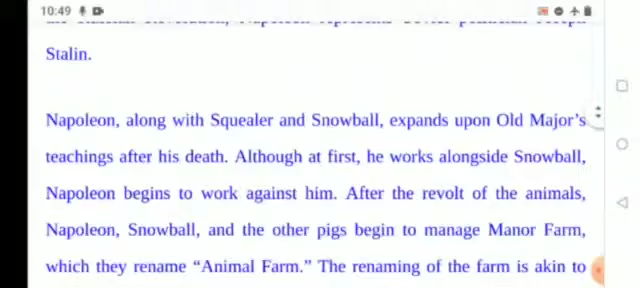 10:49
Stalin.
Napoleon, along with Squealer and Snowball, expands upon Old Major's
teachings after his death. Although at first, he works alongside Snowball,
Napoleon begins to work against him. After the revolt of the animals,
Napoleon, Snowball, and the other pigs begin to manage Manor Farm,
which they rename “Animal Farm.” The renaming of the farm is akin to